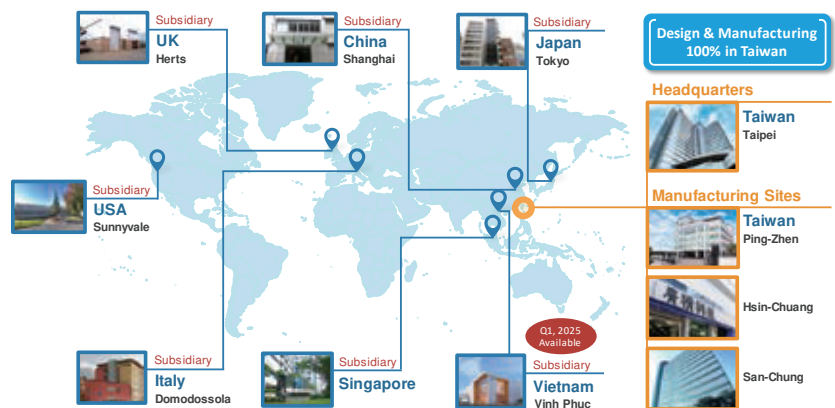 Subsidiary
UK
Herts
Subsidiary
China
Shanghai
Subsidiary
Japan
Tokyo
Design & Manufacturing
100% in Taiwan
Headquarters
Taiwan
Taipei
Subsidiary
USA
Sunnyvale
Manufacturing Sites
Taiwan
Ping-Zhen
Hsin-Chuang
San-Chung
Q1, 2025
Available
Subsidiary
Italy
Domodossola
Subsidiary
Singapore
Subsidiary
Vietnam
Vinh Phuc